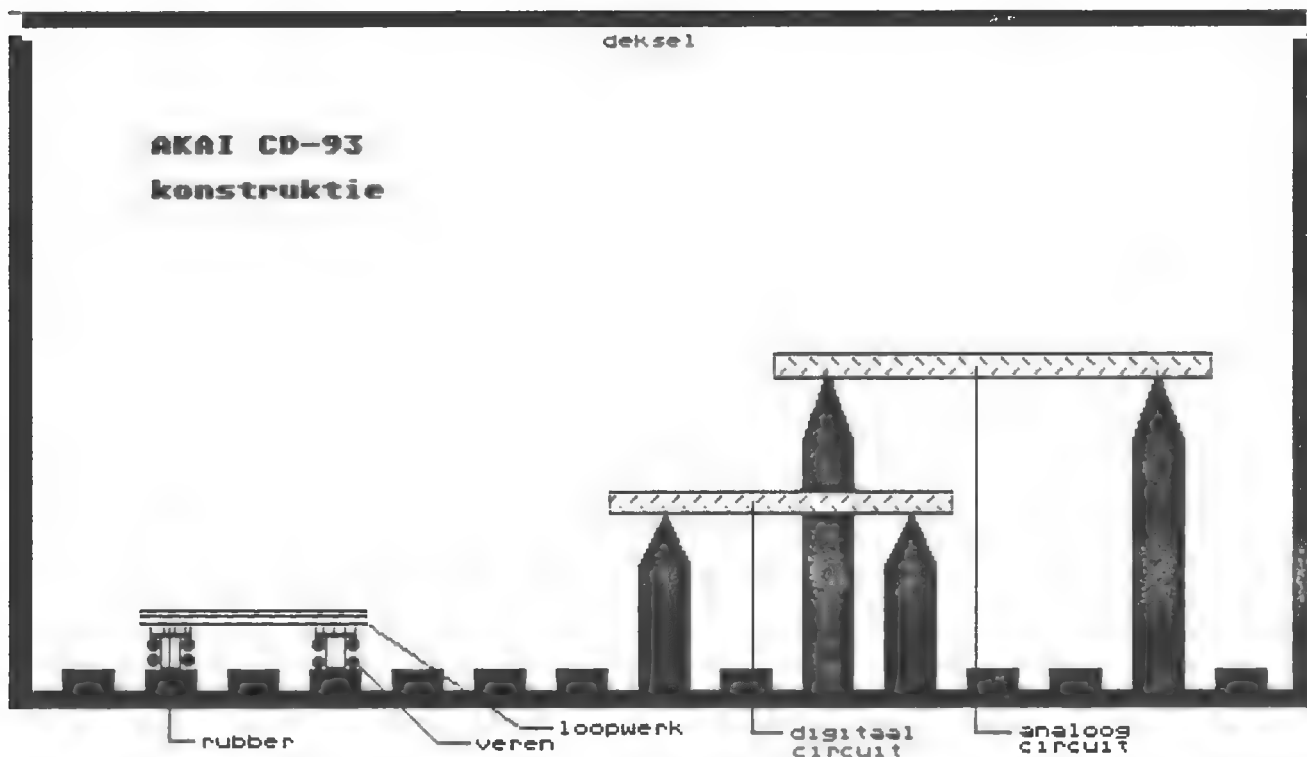 deksel
AKAI CD-93
konstruktie
rubber
veren
loopwerk
digitaal
circuit
analoog
circuit